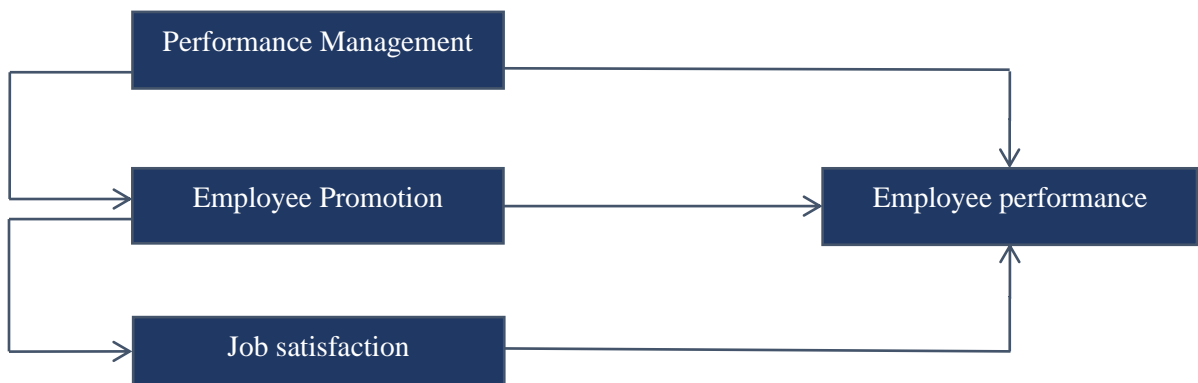 Performance Management
Employee Promotion
Employee performance
Job satisfaction